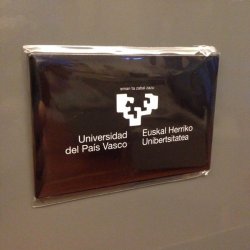 eman ta zabal zazu
Universidad
del País Vasco
Euskal Herriko
Unibertsitatea